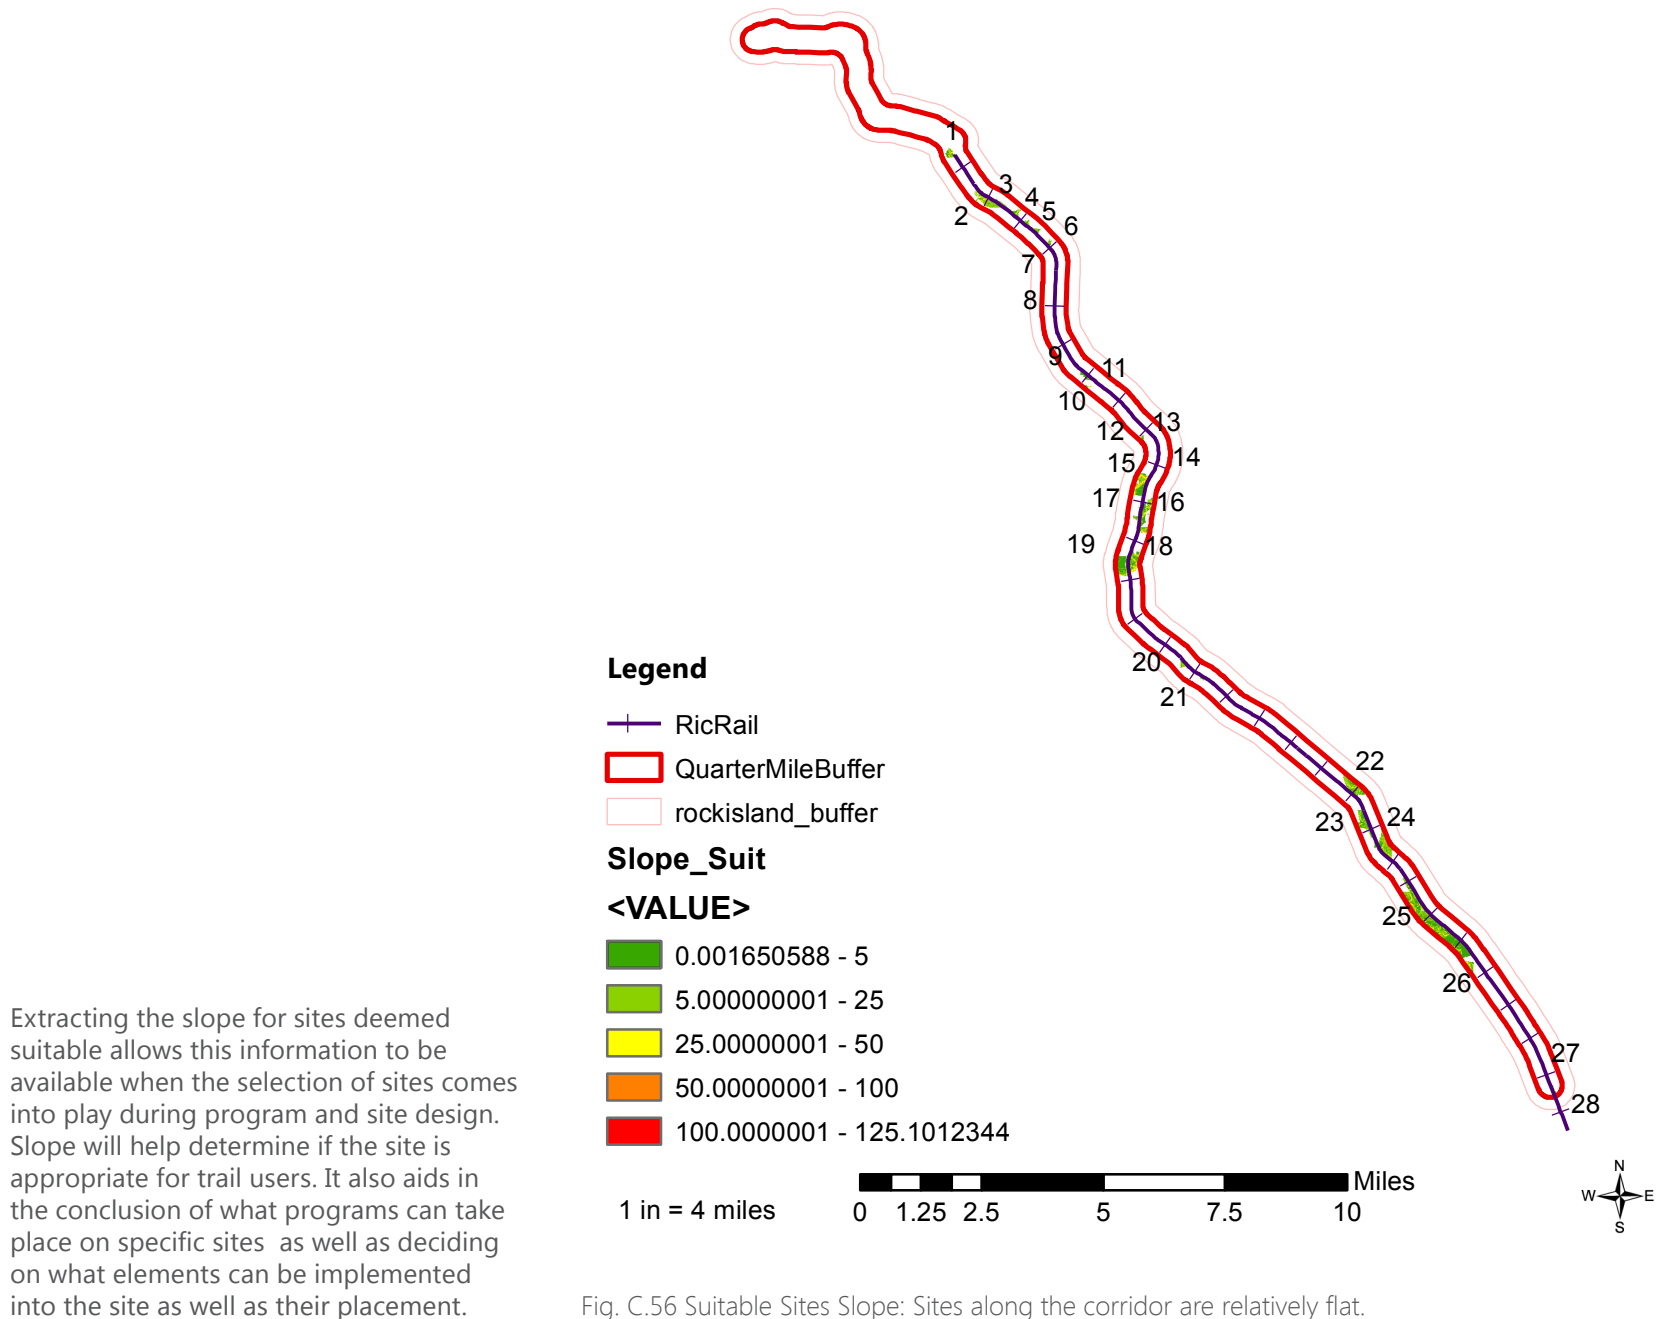 1
3
4
2
5
6
7
8
9
11
10
13
12
14
15
17
16
19
18
20
21
22
23
24
25
26
27
28
Legend
RicRail
QuarterMileBuffer
rockisland_buffer
Slope_Suit
<VALUE>
0.001650588 - 5
5.000000001 - 25
25.00000001 - 50
50.00000001 - 100
100.0000001 - 125.1012344
1 in = 4 miles
Miles
0 1.25 2.5 5 7.5 10
N
W E
S
Extracting the slope for sites deemed
suitable allows this information to be
available when the selection of sites comes
into play during program and site design.
Slope will help determine if the site is
appropriate for trail users. It also aids in
the conclusion of what programs can take
place on specific sites  as well as deciding
on what elements can be implemented
into the site as well as their placement.
Fig. C.56 Suitable Sites Slope: Sites along the corridor are relatively flat.